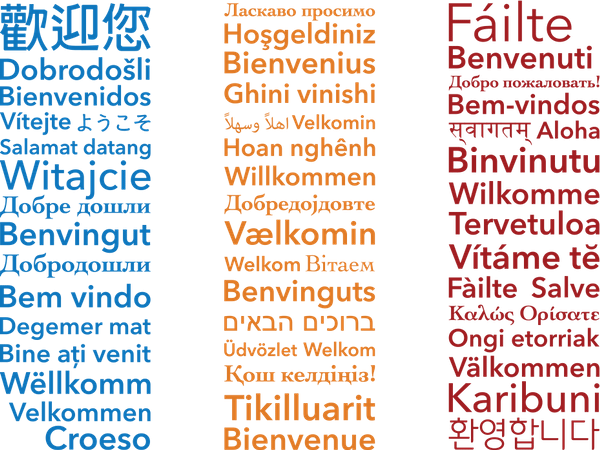 歡迎您
Dobrodošli
Bienvenidos
Vítejte ようこそ
Salamat datang
Witajcie
Добре дошли
Benvingut
Добродошли
Bem vindo
Degemer mat
Bine ați venit
Wëllkomm
Velkommen
Croeso
Ласкаво просимо
Hoşgeldiniz
Bienvenius
Ghini vinishi
اهلاً وسهلاً Velkomin
Hoan nghênh
Willkommen
Добредојдовте
Vælkomin
Welkom Вітаем
Benvinguts
ברוכים הבאים
Üdvözlet Welkom
Қош келдіңіз!
Tikilluarit
Bienvenue
Fáilte
Benvenuti
Добро пожаловать!
Bem-vindos
स्वागतम् Aloha
Binvinutu
Wilkomme
Tervetuloa
Vítáme tě
Fàilte Salve
Καλώς Ορίσατε
Ongi etorriak
Välkommen
Karibuni
환영합니다